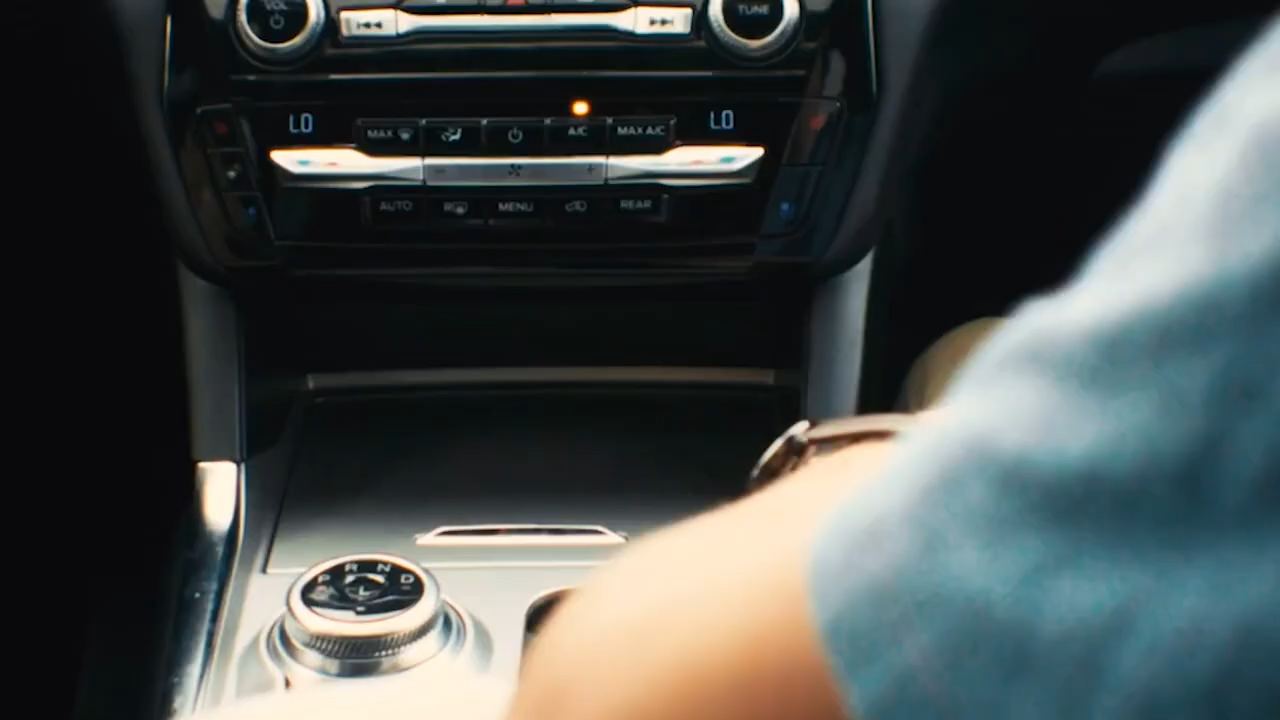 VOL
TUNE
LO
LO
MAX
A/C
MAX A/C
- +
AUTO
R
MENU
REAR
P R N D
L